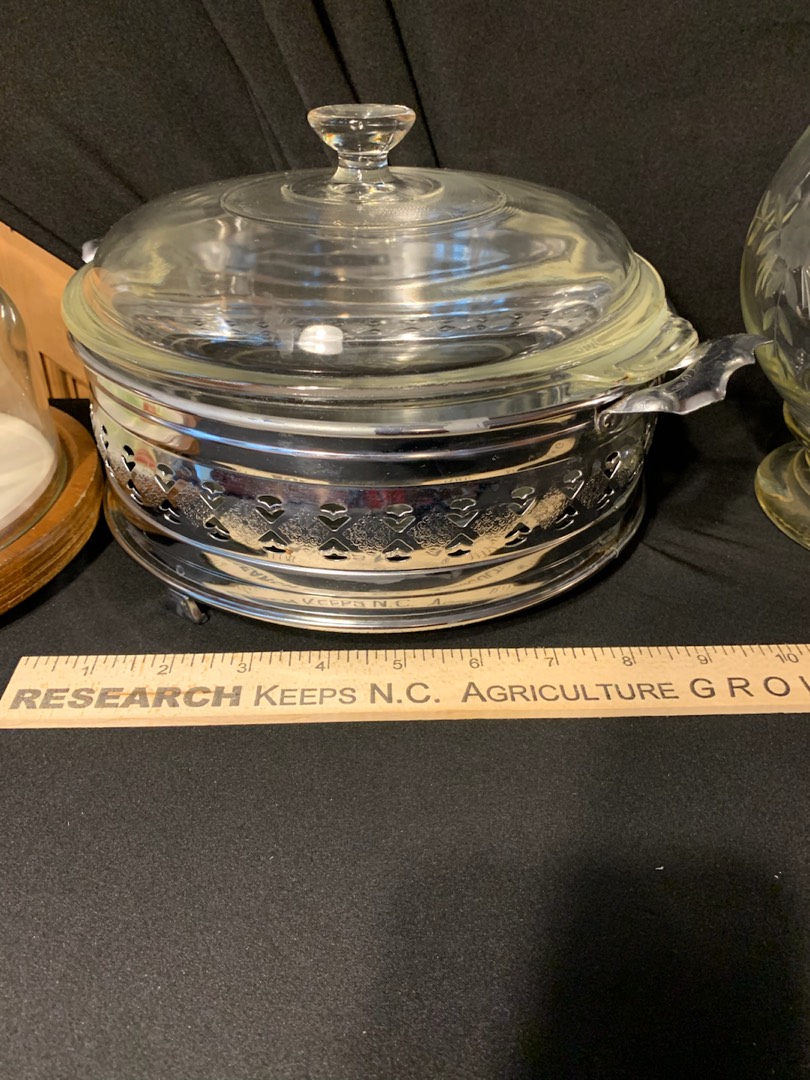 1 2 3 4 5 6 7 8 9 10
RESEARCH KEEPS N.C. AGRICULTURE GROW